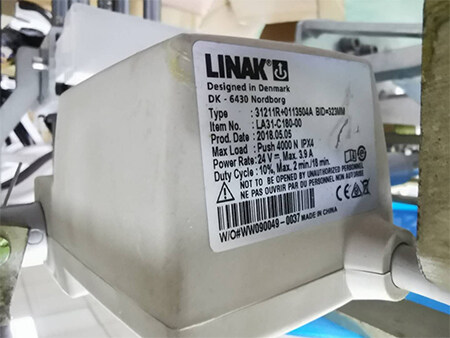 LINAK
Designed in Denmark
DK - 6430 Nordborg
Type : 31211R+0113504A BID=323MM
Item No. : LA31-C180-00
Prod. Date : 2018.05.05
Max Load : Push 4000 N IPX4
Power Rate: 24 V ⎓ Max. 3.9 A
Duty Cycle : 10%, Max. 2 min./18 min.
NOT TO BE OPENED BY UNAUTHORIZED PERSONNEL
NE PAS OUVRIR PAR DU PERSONNEL NON AUTORISE
W/O#WW090049-0037 MADE IN CHINA
CE